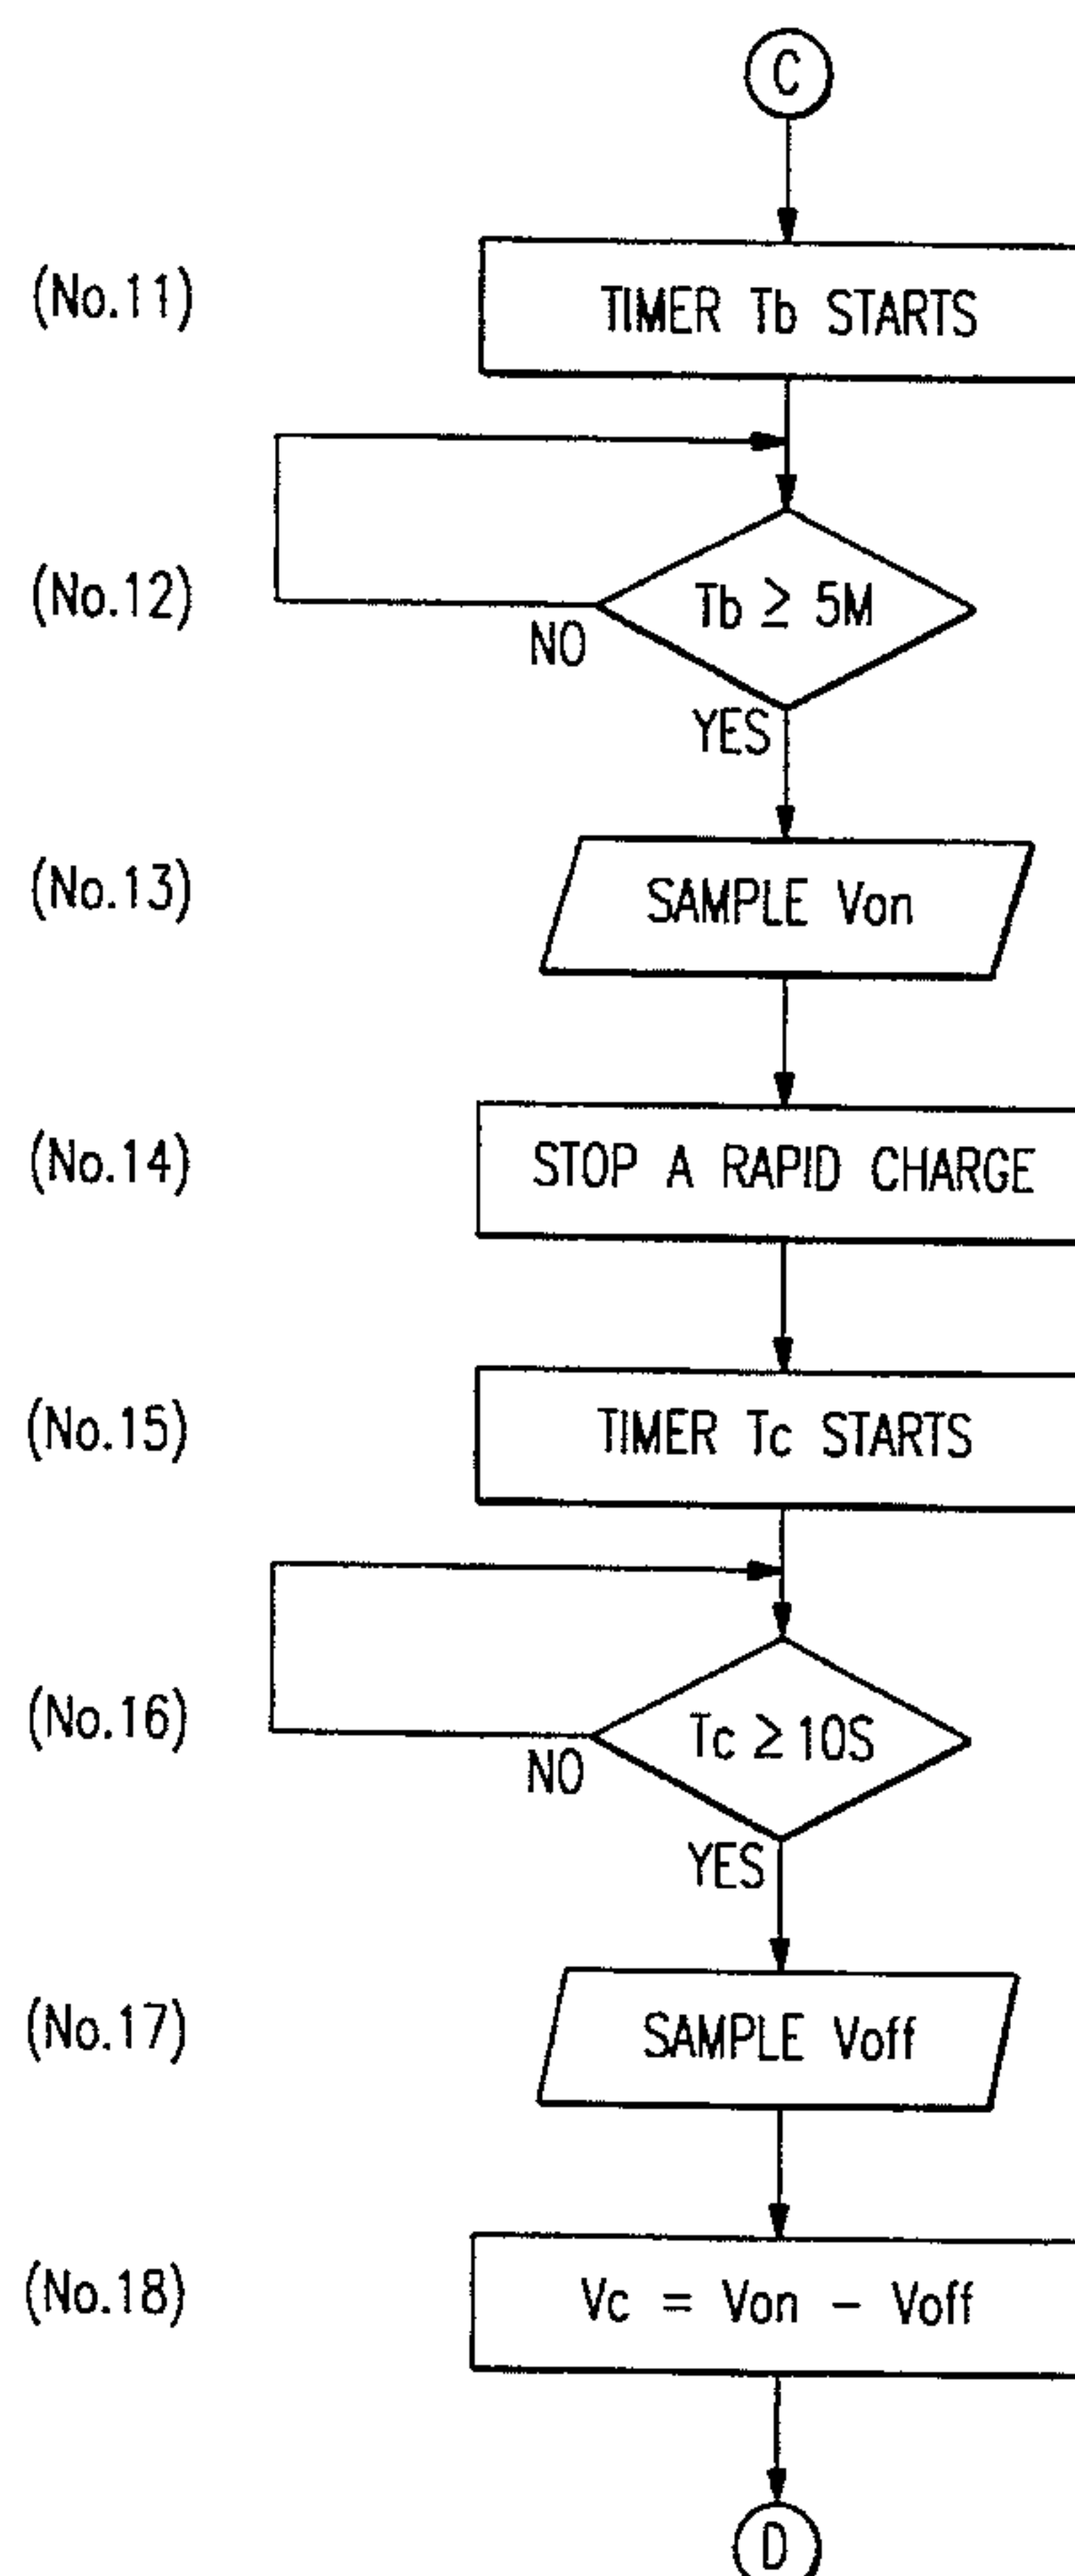 C
(No.11) TIMER Tb STARTS
(No.12) Tb ≥ 5M
NO
YES
(No.13) SAMPLE Von
(No.14) STOP A RAPID CHARGE
(No.15) TIMER Tc STARTS
(No.16) Tc ≥ 10S
NO
YES
(No.17) SAMPLE Voff
(No.18) Vc = Von − Voff
D